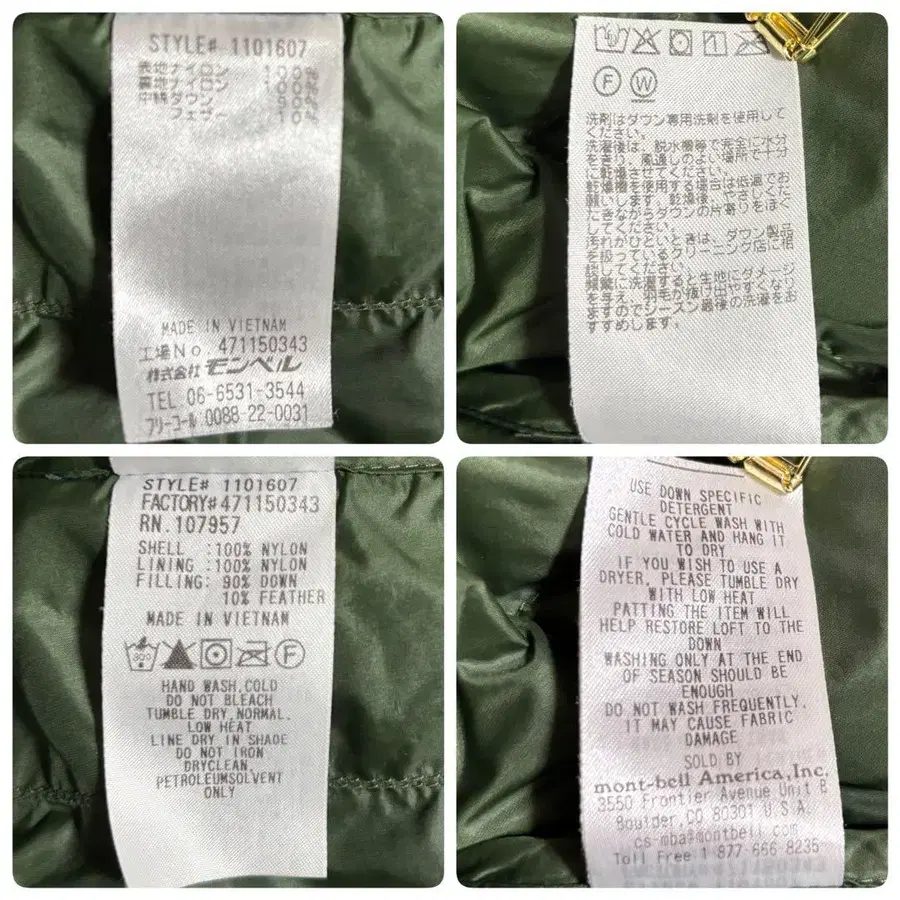 STYLE# 1101607
表地ナイロン 100%
裏地ナイロン 100%
中綿ダウン 90%
フェザー 10%
MADE IN VIETNAM
工場No. 471150343
株式会社 モンベル
TEL 06-6531-3544
フリーコール 0088-22-0031
F W
洗剤はダウン専用洗剤を使用して
ください。
洗濯後は、脱水機等で完全に水分
をきり、風通しのよい場所で十分
に乾燥させてください。
乾燥機を使用する場合は低温でお
願いします。乾燥後、やさしくた
たきながらダウンの片寄りをほぐ
してください。
汚れがひどいときは、ダウン製品
を扱っているクリーニング店に相
談してください。
頻繁に洗濯すると生地にダメージ
を与え、羽毛が抜け出やすくなり
ますのでシーズン最後の洗濯をお
すすめします。
STYLE# 1101607
FACTORY#471150343
RN. 107957
SHELL :100% NYLON
LINING :100% NYLON
FILLING: 90% DOWN
10% FEATHER
MADE IN VIETNAM
F
HAND WASH,COLD
DO NOT BLEACH
TUMBLE DRY,NORMAL.
LOW HEAT
LINE DRY IN SHADE
DO NOT IRON
DRYCLEAN,
PETROLEUMSOLVENT
ONLY
USE DOWN SPECIFIC
DETERGENT
GENTLE CYCLE WASH WITH
COLD WATER AND HANG IT
TO DRY
IF YOU WISH TO USE A
DRYER, PLEASE TUMBLE DRY
WITH LOW HEAT
PATTING THE ITEM WILL
HELP RESTORE LOFT TO THE
DOWN
WASHING ONLY AT THE END
OF SEASON SHOULD BE
ENOUGH
DO NOT WASH FREQUENTLY.
IT MAY CAUSE FABRIC
DAMAGE
SOLD BY
mont-bell America,Inc.
3550 Frontier Avenue Unit B
Boulder,CO 80301 U.S.A.
cs-mba@montbell.com
Toll Free 1 877-666-8235